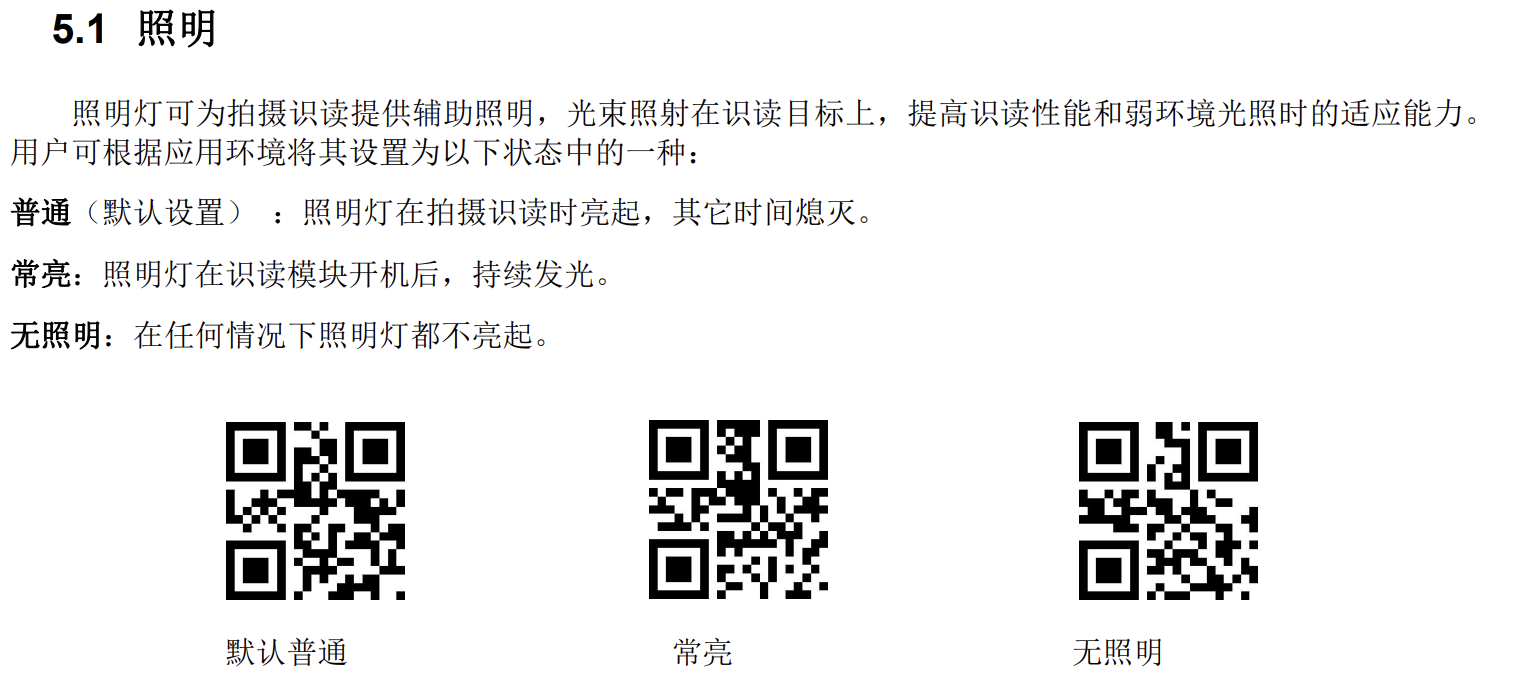 5.1 照明
照明灯可为拍摄识读提供辅助照明，光束照射在识读目标上，提高识读性能和弱环境光照时的适应能力。
用户可根据应用环境将其设置为以下状态中的一种：
普通（默认设置） ：照明灯在拍摄识读时亮起，其它时间熄灭。
常亮：照明灯在识读模块开机后，持续发光。
无照明：在任何情况下照明灯都不亮起。
默认普通 常亮 无照明